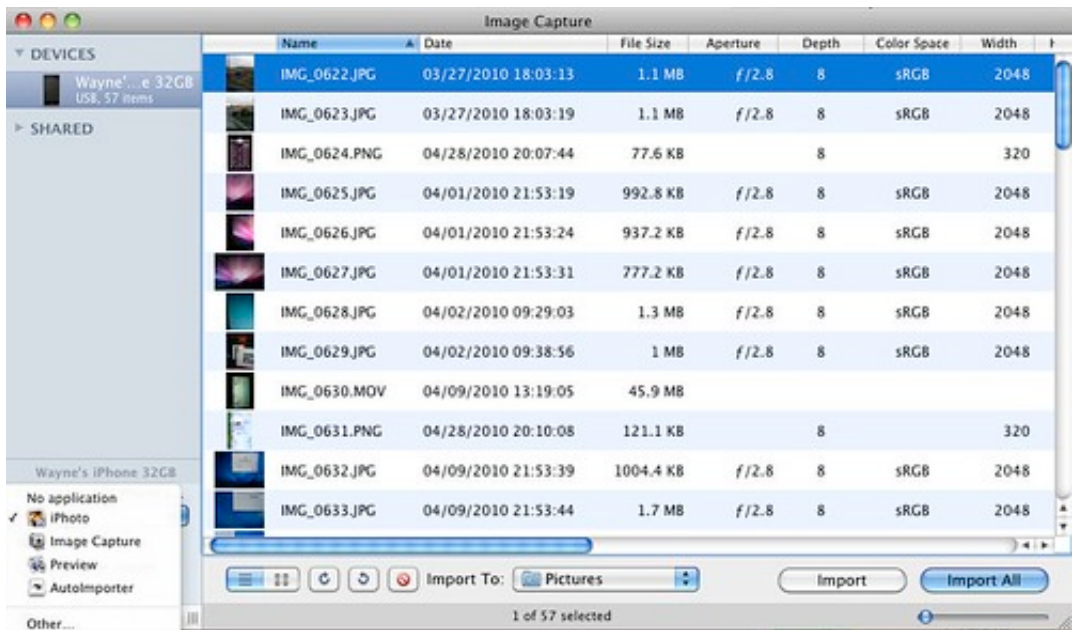 Image Capture
DEVICES
Wayne'...e 32GB
USB, 57 items
SHARED
Name Date File Size Aperture Depth Color Space Width
IMG_0622.JPG 03/27/2010 18:03:13 1.1 MB f/2.8 8 sRGB 2048
IMG_0623.JPG 03/27/2010 18:03:19 1.1 MB f/2.8 8 sRGB 2048
IMG_0624.PNG 04/28/2010 20:07:44 77.6 KB 8 320
IMG_0625.JPG 04/01/2010 21:53:19 992.8 KB f/2.8 8 sRGB 2048
IMG_0626.JPG 04/01/2010 21:53:24 937.2 KB f/2.8 8 sRGB 2048
IMG_0627.JPG 04/01/2010 21:53:31 777.2 KB f/2.8 8 sRGB 2048
IMG_0628.JPG 04/02/2010 09:29:03 1.3 MB f/2.8 8 sRGB 2048
IMG_0629.JPG 04/02/2010 09:38:56 1 MB f/2.8 8 sRGB 2048
IMG_0630.MOV 04/09/2010 13:19:05 45.9 MB
IMG_0631.PNG 04/28/2010 20:10:08 121.1 KB 8 320
IMG_0632.JPG 04/09/2010 21:53:39 1004.4 KB f/2.8 8 sRGB 2048
IMG_0633.JPG 04/09/2010 21:53:44 1.7 MB f/2.8 8 sRGB 2048
Wayne's iPhone 32GB
No application
✓ iPhoto
Image Capture
Preview
AutoImporter
Other...
Import To: Pictures Import Import All
1 of 57 selected